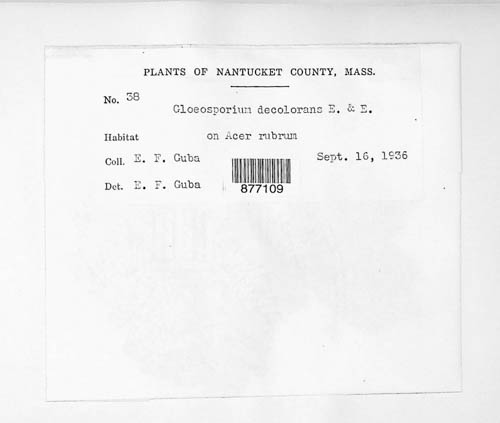 PLANTS OF NANTUCKET COUNTY, MASS.
No. 38
Gloeosporium decolorans E. & E.
Habitat on Acer rubrum
Coll. E. F. Guba Sept. 16, 1936
Det. E. F. Guba
877109